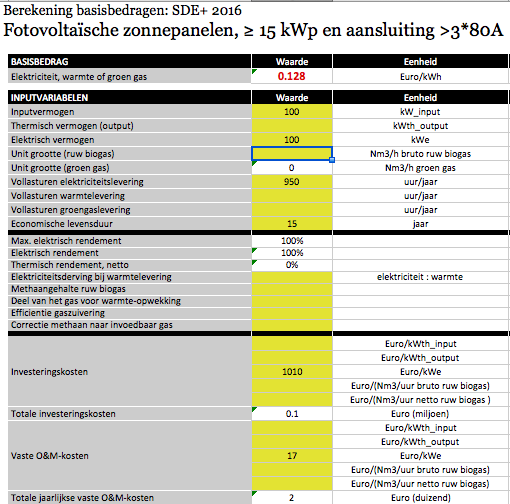 Berekening basisbedragen: SDE+ 2016
Fotovoltaïsche zonnepanelen, ≥ 15 kWp en aansluiting >3*80A
BASISBEDRAG Waarde Eenheid
Elektriciteit, warmte of groen gas 0.128 Euro/kWh
INPUTVARIABELEN Waarde Eenheid
Inputvermogen 100 kW_input
Thermisch vermogen (output) kWth_output
Elektrisch vermogen 100 kWe
Unit grootte (ruw biogas) Nm3/h bruto ruw biogas
Unit grootte (groen gas) 0 Nm3/h groen gas
Vollasturen elektriciteitslevering 950 uur/jaar
Vollasturen warmtelevering uur/jaar
Vollasturen groengaslevering uur/jaar
Economische levensduur 15 jaar
Max. elektrisch rendement 100%
Elektrisch rendement 100%
Thermisch rendement, netto 0%
Elektriciteitsderving bij warmtelevering elektriciteit : warmte
Methaangehalte ruw biogas
Deel van het gas voor warmte-opwekking
Efficientie gaszuivering
Correctie methaan naar invoedbaar gas
Euro/kWth_input
Euro/kWth_output
Investeringskosten 1010 Euro/kWe
Euro/(Nm3/uur bruto ruw biogas)
Euro/(Nm3/uur netto ruw biogas )
Totale investeringskosten 0.1 Euro (miljoen)
Euro/kWth_input
Euro/kWth_output
Vaste O&M-kosten 17 Euro/kWe
Euro/(Nm3/uur bruto ruw biogas)
Euro/(Nm3/uur netto ruw biogas)
Totale jaarlijkse vaste O&M-kosten 2 Euro (duizend)